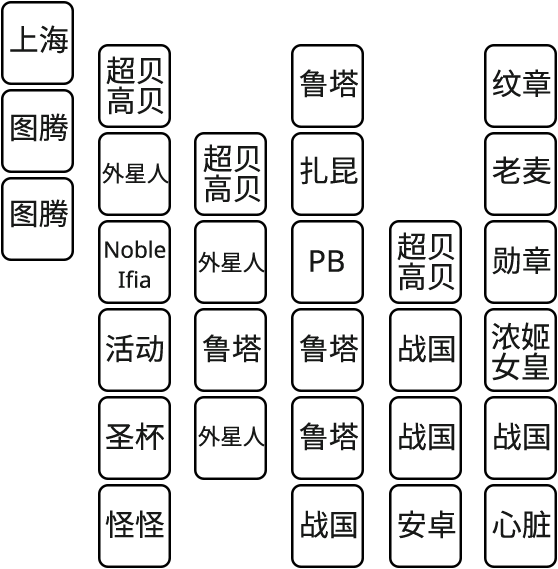 上海
图腾
图腾
超贝
高贝
外星人
Noble
Ifia
活动
圣杯
怪怪
超贝
高贝
外星人
鲁塔
外星人
鲁塔
扎昆
PB
鲁塔
鲁塔
战国
超贝
高贝
战国
战国
安卓
纹章
老麦
勋章
浓姬
女皇
战国
心脏